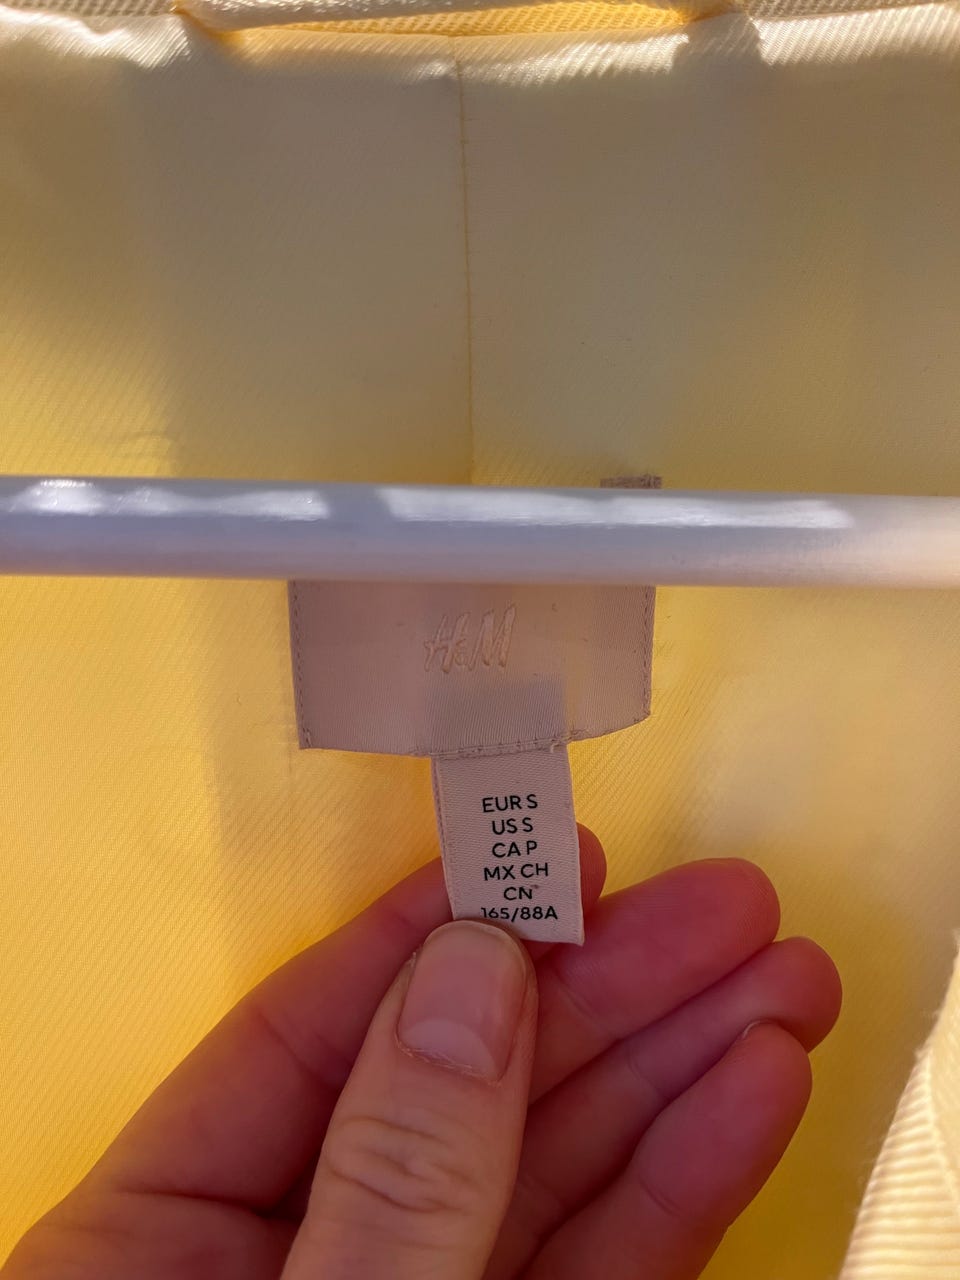 H&M
EUR S
US S
CA P
MX CH
CN
165/88A